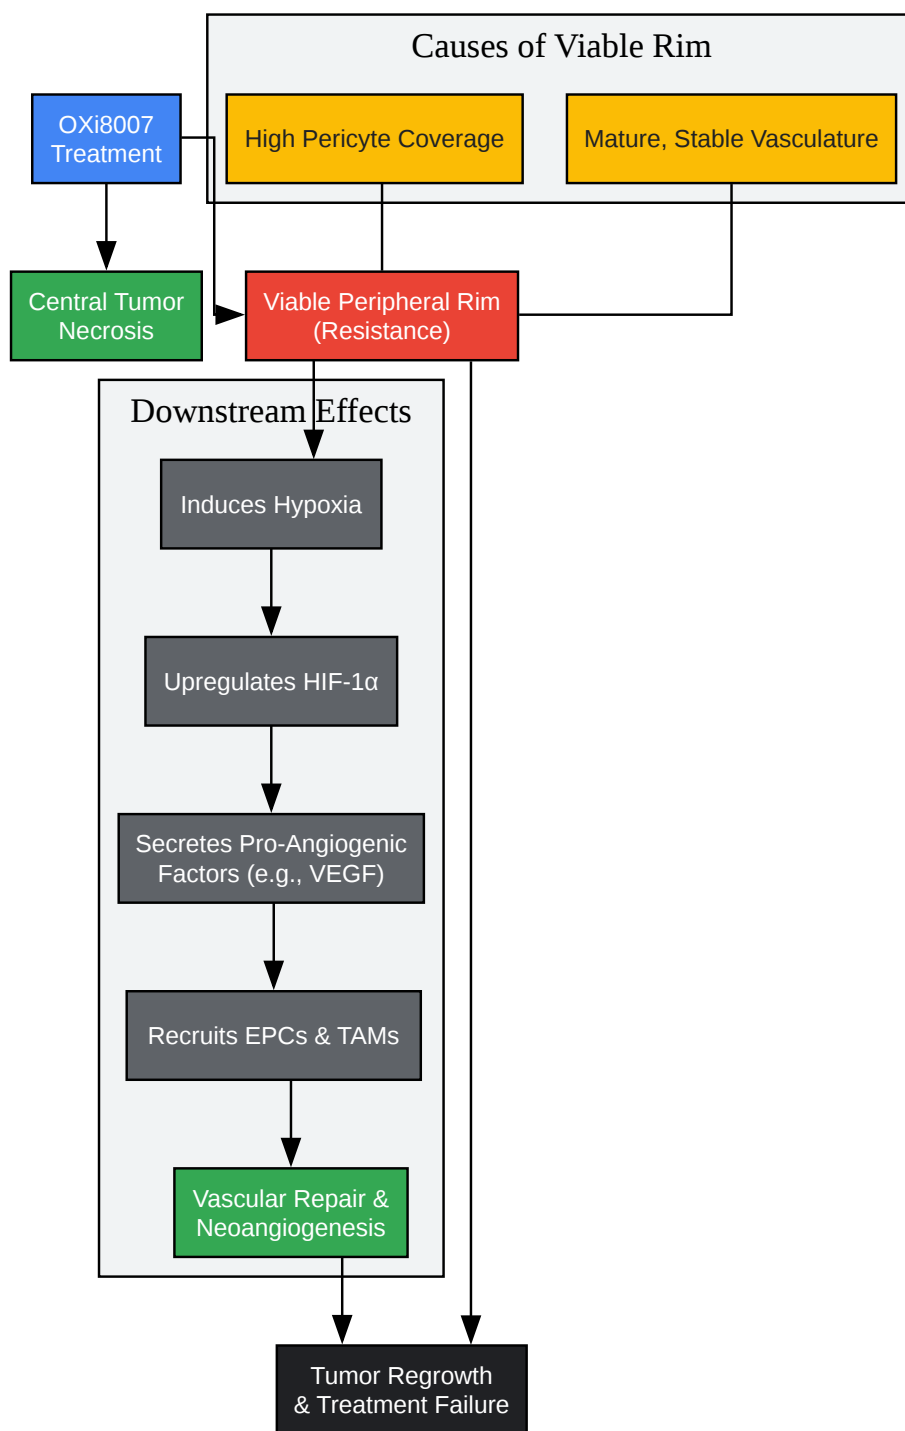 Causes of Viable Rim
OXi8007
Treatment
High Pericyte Coverage
Mature, Stable Vasculature
Central Tumor
Necrosis
Viable Peripheral Rim
(Resistance)
Downstream Effects
Induces Hypoxia
Upregulates HIF-1α
Secretes Pro-Angiogenic
Factors (e.g., VEGF)
Recruits EPCs & TAMs
Vascular Repair &
Neoangiogenesis
Tumor Regrowth
& Treatment Failure